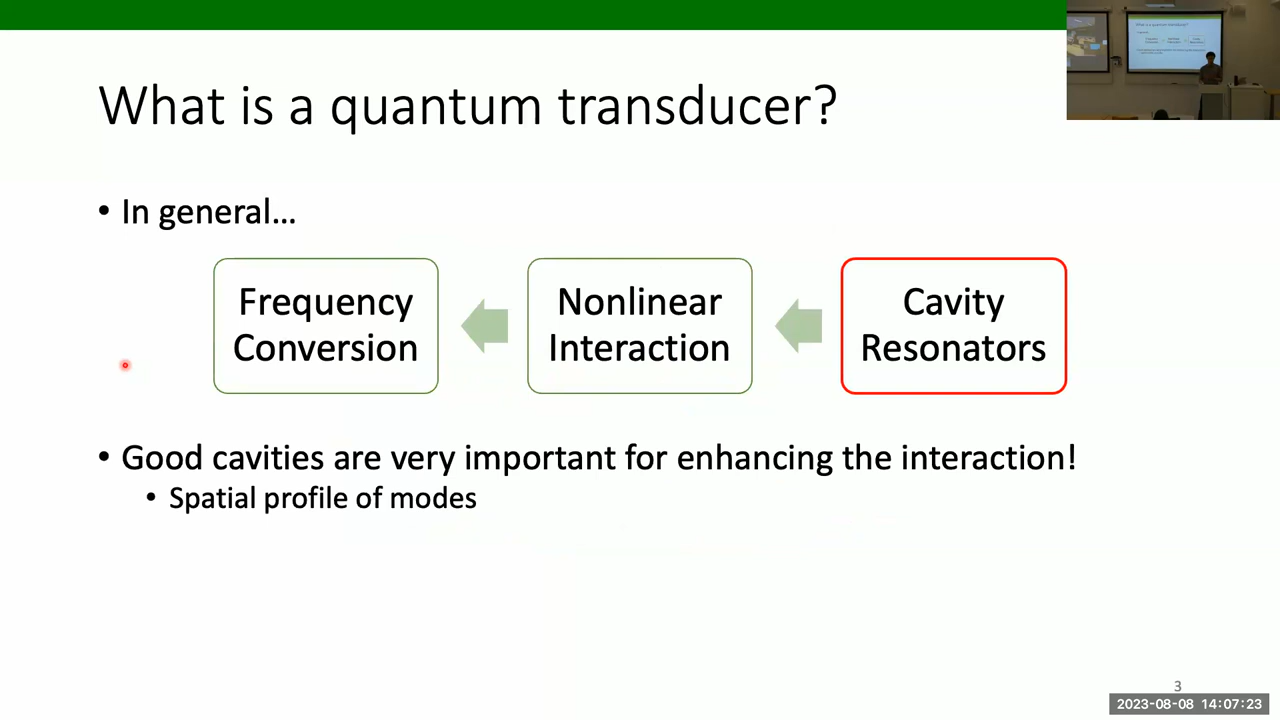 What is a quantum transducer?
• In general…
Frequency
Conversion
Nonlinear
Interaction
Cavity
Resonators
• Good cavities are very important for enhancing the interaction!
• Spatial profile of modes
3
2023-08-08 14:07:23